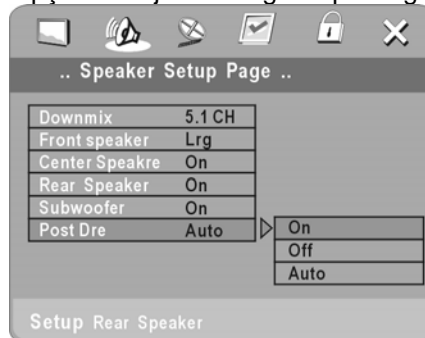 .. Speaker Setup Page ..
Downmix 5.1 CH
Front speaker Lrg
Center Speakre On
Rear Speaker On
Subwoofer On
Post Dre Auto
On
Off
Auto
Setup Rear Speaker